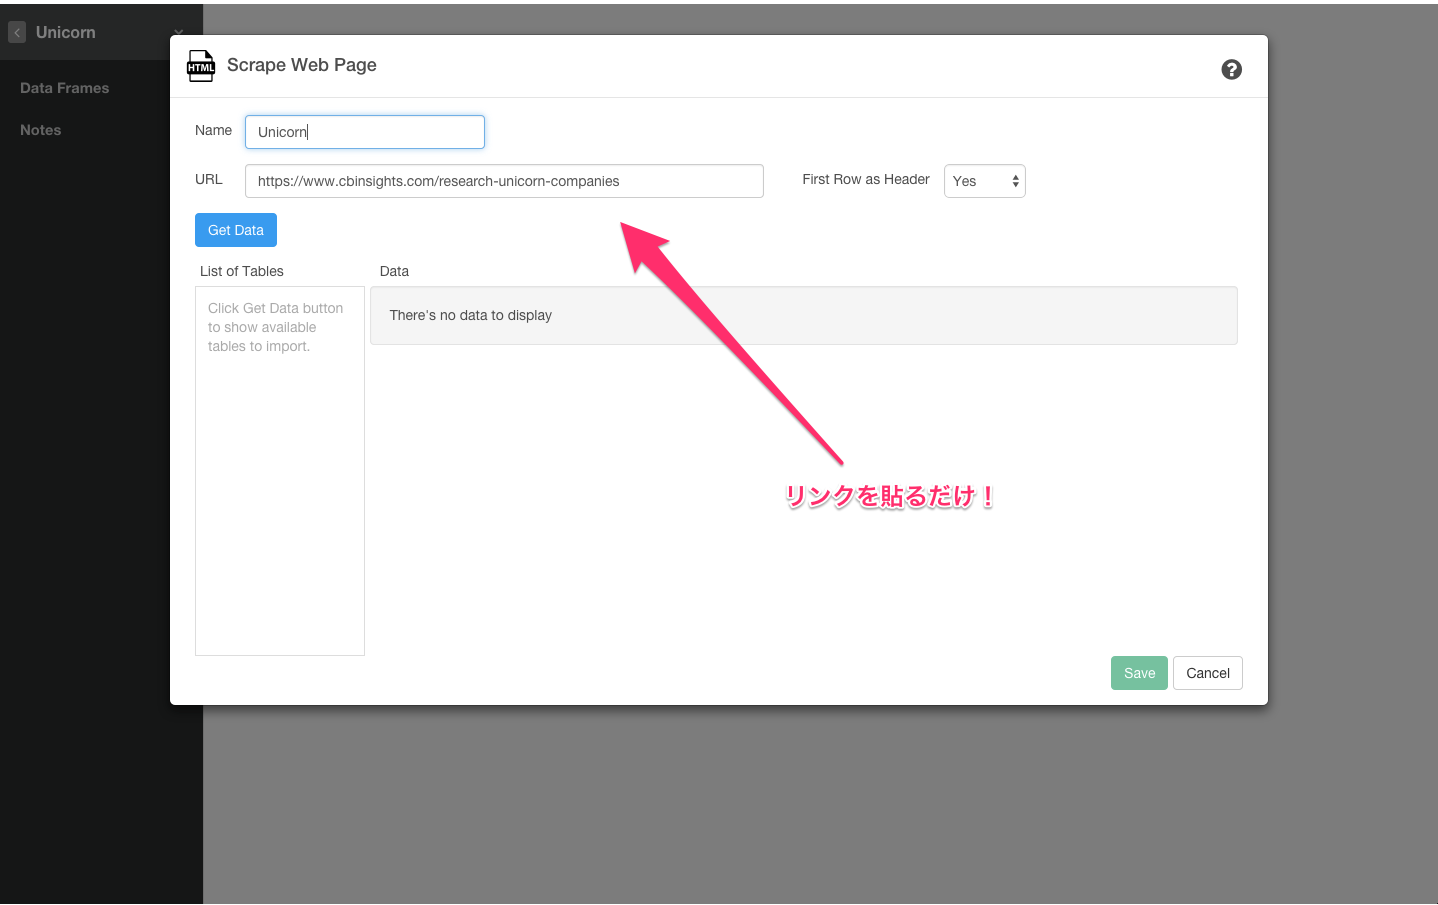 Unicorn
Data Frames
Notes
HTML
Scrape Web Page
?
Name
Unicorn
URL
https://www.cbinsights.com/research-unicorn-companies
First Row as Header
Yes
Get Data
List of Tables
Data
Click Get Data button
to show available
tables to import.
There's no data to display
リンクを貼るだけ！
Save
Cancel